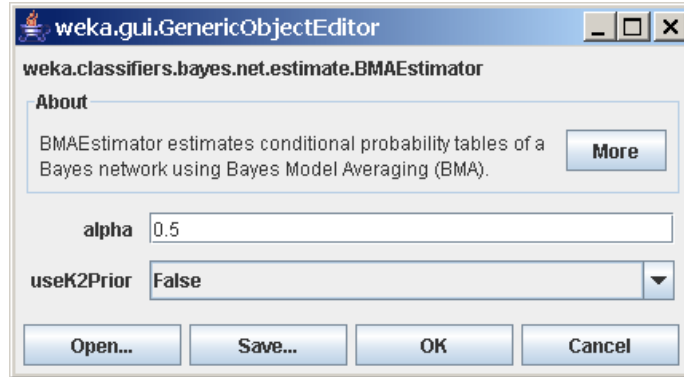 weka.gui.GenericObjectEditor
weka.classifiers.bayes.net.estimate.BMAEstimator
About
BMAEstimator estimates conditional probability tables of a
Bayes network using Bayes Model Averaging (BMA).
More
alpha 0.5
useK2Prior False
Open... Save... OK Cancel